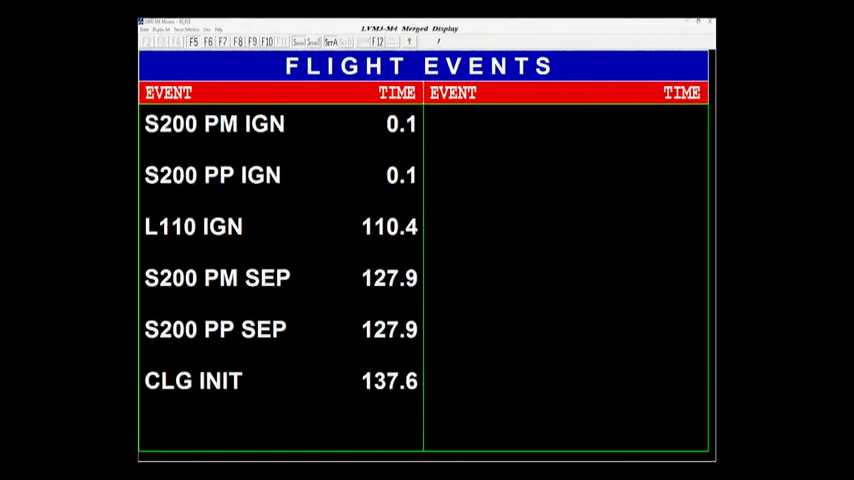 LVM3-M4 Merged Display
F5 F6 F7 F8 F9 F10 F12
FLIGHT EVENTS
EVENT TIME EVENT TIME
S200 PM IGN 0.1
S200 PP IGN 0.1
L110 IGN 110.4
S200 PM SEP 127.9
S200 PP SEP 127.9
CLG INIT 137.6